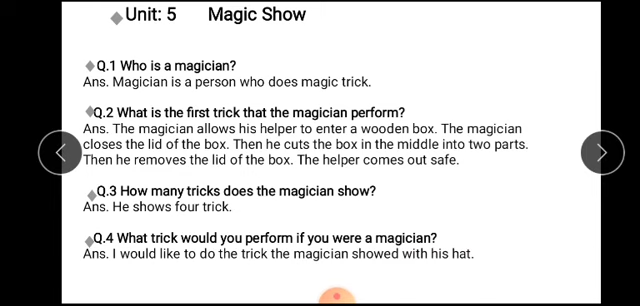 Unit: 5 Magic Show
Q.1 Who is a magician?
Ans. Magician is a person who does magic trick.
Q.2 What is the first trick that the magician perform?
Ans. The magician allows his helper to enter a wooden box. The magician
closes the lid of the box. Then he cuts the box in the middle into two parts.
Then he removes the lid of the box. The helper comes out safe.
Q.3 How many tricks does the magician show?
Ans. He shows four trick.
Q.4 What trick would you perform if you were a magician?
Ans. I would like to do the trick the magician showed with his hat.